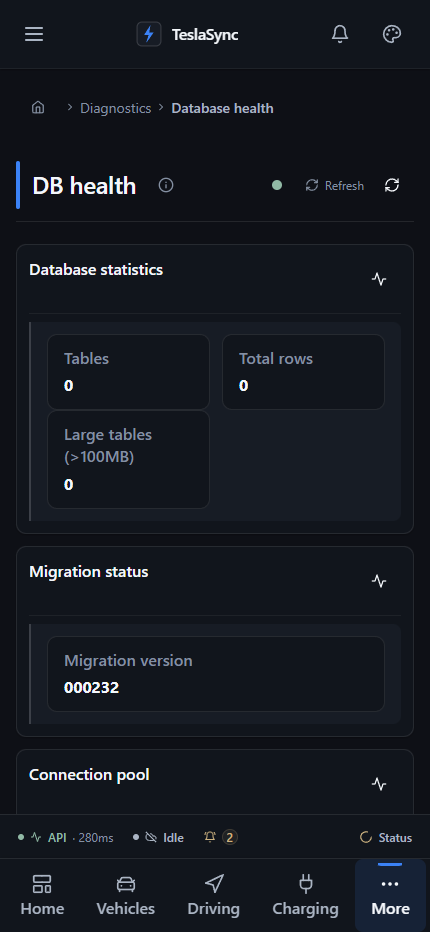 TeslaSync
Diagnostics
Database health
DB health
Refresh
Database statistics
Tables
0
Total rows
0
Large tables
(>100MB)
0
Migration status
Migration version
000232
Connection pool
API · 280ms
Idle
2
Status
Home
Vehicles
Driving
Charging
More